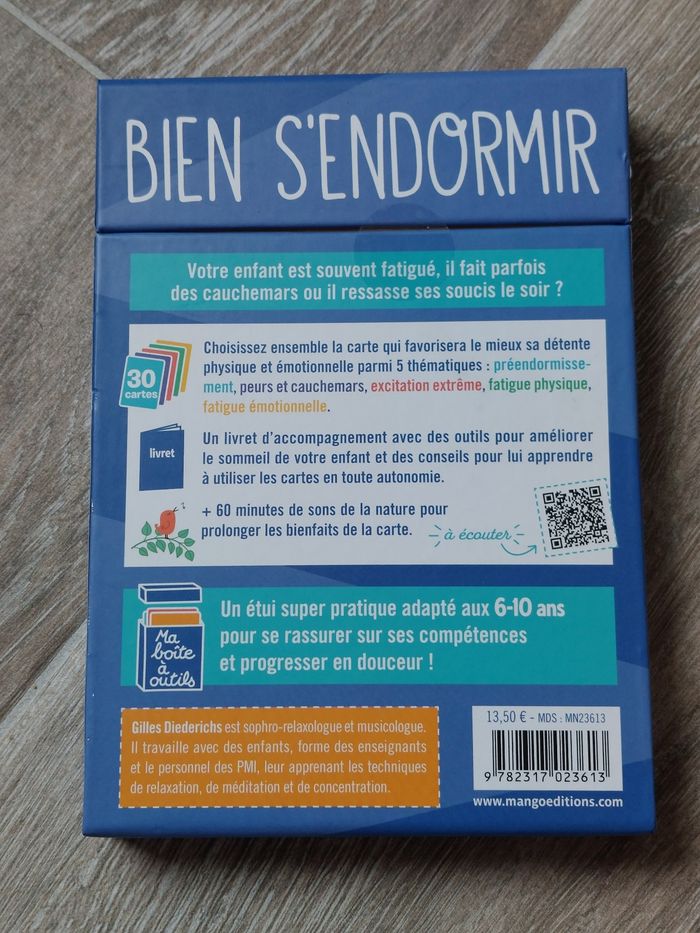 BIEN S'ENDORMIR
Votre enfant est souvent fatigué, il fait parfois
des cauchemars ou il ressasse ses soucis le soir ?
30
cartes
Choisissez ensemble la carte qui favorisera le mieux sa détente
physique et émotionnelle parmi 5 thématiques : préendormisse-
ment, peurs et cauchemars, excitation extrême, fatigue physique,
fatigue émotionnelle.
livret
Un livret d'accompagnement avec des outils pour améliorer
le sommeil de votre enfant et des conseils pour lui apprendre
à utiliser les cartes en toute autonomie.
+ 60 minutes de sons de la nature pour
prolonger les bienfaits de la carte.
à écouter
Ma
boîte
à
outils
Un étui super pratique adapté aux 6-10 ans
pour se rassurer sur ses compétences
et progresser en douceur !
Gilles Diederichs est sophro-relaxologue et musicologue.
Il travaille avec des enfants, forme des enseignants
et le personnel des PMI, leur apprenant les techniques
de relaxation, de méditation et de concentration.
13,50 € - MDS : MN23613
9 782317 023613
www.mangoeditions.com